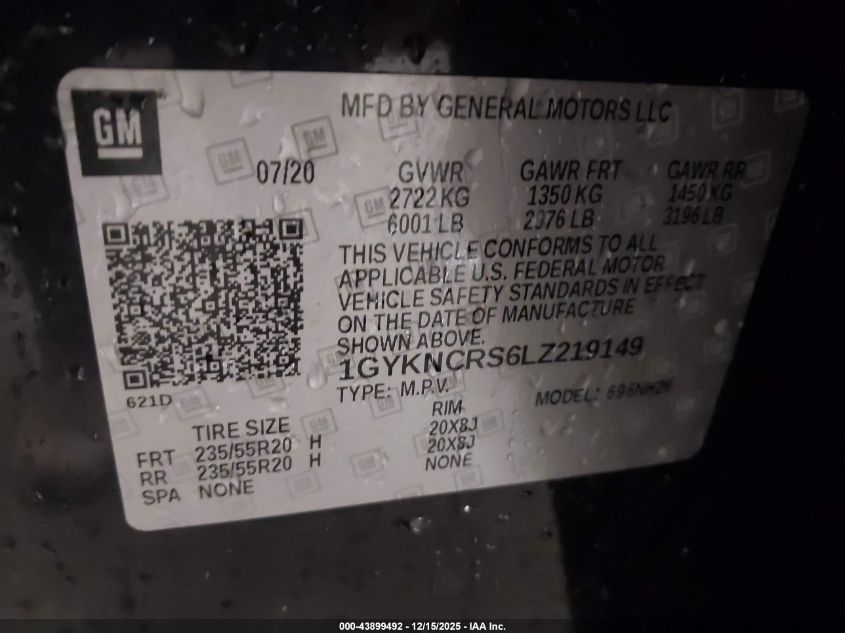 GM
MFD BY GENERAL MOTORS LLC
07/20 GVWR GAWR FRT GAWR RR
2722 KG 1350 KG 1450 KG
6001 LB 2976 LB 3196 LB
THIS VEHICLE CONFORMS TO ALL
APPLICABLE U.S. FEDERAL MOTOR
VEHICLE SAFETY STANDARDS IN EFFECT
ON THE DATE OF MANUFACTURE
SHOWN ABOVE.
1GYKNCRS6LZ219149
621D
TYPE: M.P.V. MODEL: 696NH26
TIRE SIZE RIM
FRT 235/55R20 H 20X8J
RR 235/55R20 H 20X8J
SPA NONE NONE
000-43899492 - 12/15/2025 - IAA Inc.